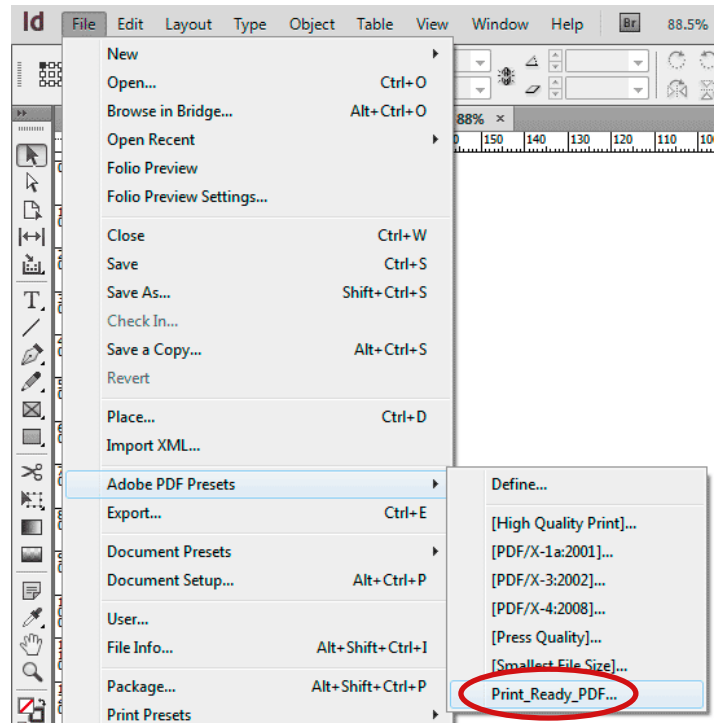 Id File Edit Layout Type Object Table View Window Help Br 88.5%
New
Open... Ctrl+O
Browse in Bridge... Alt+Ctrl+O
88% ×
Open Recent
150 140 130 120 110
Folio Preview
Folio Preview Settings...
Close Ctrl+W
Save Ctrl+S
Save As... Shift+Ctrl+S
Check In...
Save a Copy... Alt+Ctrl+S
Revert
Place... Ctrl+D
Import XML...
Adobe PDF Presets
Export... Ctrl+E
Document Presets
Document Setup... Alt+Ctrl+P
User...
File Info... Alt+Shift+Ctrl+I
Package... Alt+Shift+Ctrl+P
Print Presets
Define...
[High Quality Print]...
[PDF/X-1a:2001]...
[PDF/X-3:2002]...
[PDF/X-4:2008]...
[Press Quality]...
[Smallest File Size]...
Print_Ready_PDF...